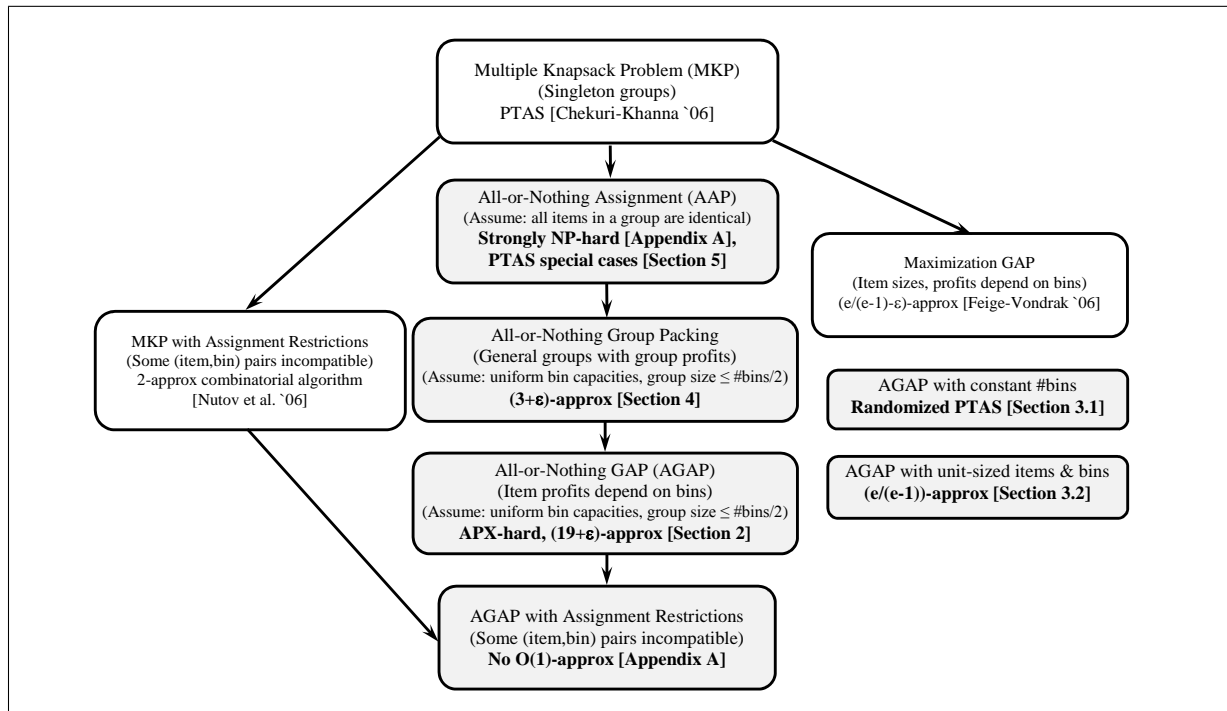 Multiple Knapsack Problem (MKP)
(Singleton groups)
PTAS [Chekuri-Khanna `06]
All-or-Nothing Assignment (AAP)
(Assume: all items in a group are identical)
Strongly NP-hard [Appendix A],
PTAS special cases [Section 5]
Maximization GAP
(Item sizes, profits depend on bins)
(e/(e-1)-ε)-approx [Feige-Vondrak `06]
MKP with Assignment Restrictions
(Some (item,bin) pairs incompatible)
2-approx combinatorial algorithm
[Nutov et al. `06]
All-or-Nothing Group Packing
(General groups with group profits)
(Assume: uniform bin capacities, group size ≤ #bins/2)
(3+ε)-approx [Section 4]
AGAP with constant #bins
Randomized PTAS [Section 3.1]
All-or-Nothing GAP (AGAP)
(Item profits depend on bins)
(Assume: uniform bin capacities, group size ≤ #bins/2)
APX-hard, (19+ε)-approx [Section 2]
AGAP with unit-sized items & bins
(e/(e-1))-approx [Section 3.2]
AGAP with Assignment Restrictions
(Some (item,bin) pairs incompatible)
No O(1)-approx [Appendix A]